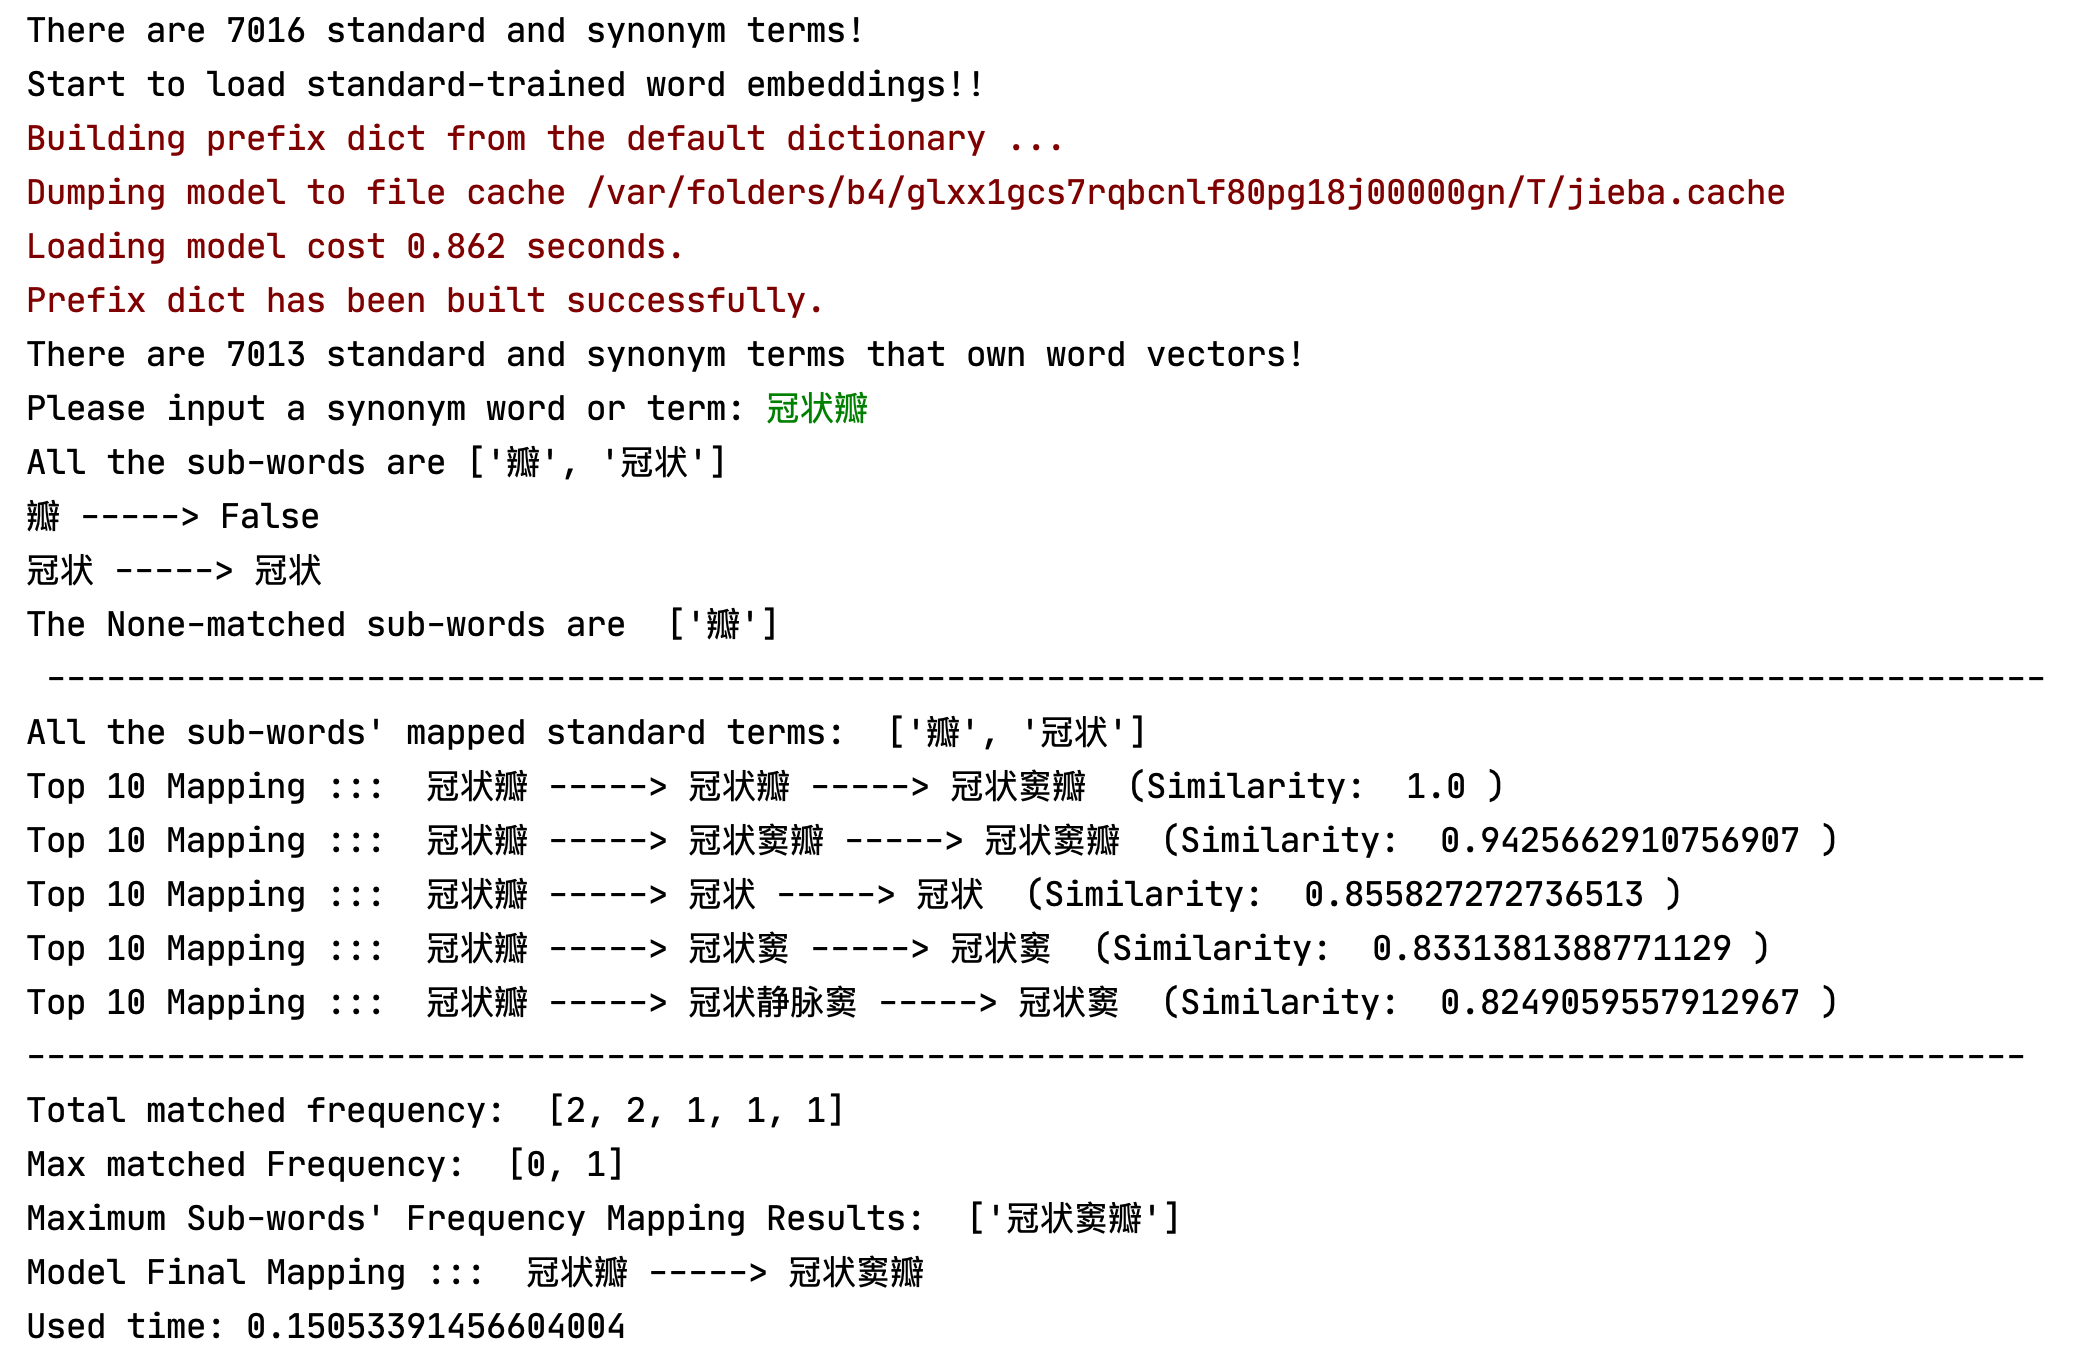 There are 7016 standard and synonym terms!
Start to load standard-trained word embeddings!!
Building prefix dict from the default dictionary ...
Dumping model to file cache /var/folders/b4/glxx1gcs7rqbcnlf80pg18j00000gn/T/jieba.cache
Loading model cost 0.862 seconds.
Prefix dict has been built successfully.
There are 7013 standard and synonym terms that own word vectors!
Please input a synonym word or term: 冠状瓣
All the sub-words are ['瓣', '冠状']
瓣 -----> False
冠状 -----> 冠状
The None-matched sub-words are  ['瓣']
----------------------------------------------------------------------------------------------------
All the sub-words' mapped standard terms:  ['瓣', '冠状']
Top 10 Mapping :::  冠状瓣 -----> 冠状瓣 -----> 冠状窦瓣  (Similarity:  1.0 )
Top 10 Mapping :::  冠状瓣 -----> 冠状窦瓣 -----> 冠状窦瓣  (Similarity:  0.9425662910756907 )
Top 10 Mapping :::  冠状瓣 -----> 冠状 -----> 冠状  (Similarity:  0.855827272736513 )
Top 10 Mapping :::  冠状瓣 -----> 冠状窦 -----> 冠状窦  (Similarity:  0.8331381388771129 )
Top 10 Mapping :::  冠状瓣 -----> 冠状静脉窦 -----> 冠状窦  (Similarity:  0.8249059557912967 )
----------------------------------------------------------------------------------------------------
Total matched frequency:  [2, 2, 1, 1, 1]
Max matched Frequency:  [0, 1]
Maximum Sub-words' Frequency Mapping Results:  ['冠状窦瓣']
Model Final Mapping :::  冠状瓣 -----> 冠状窦瓣
Used time: 0.15053391456604004